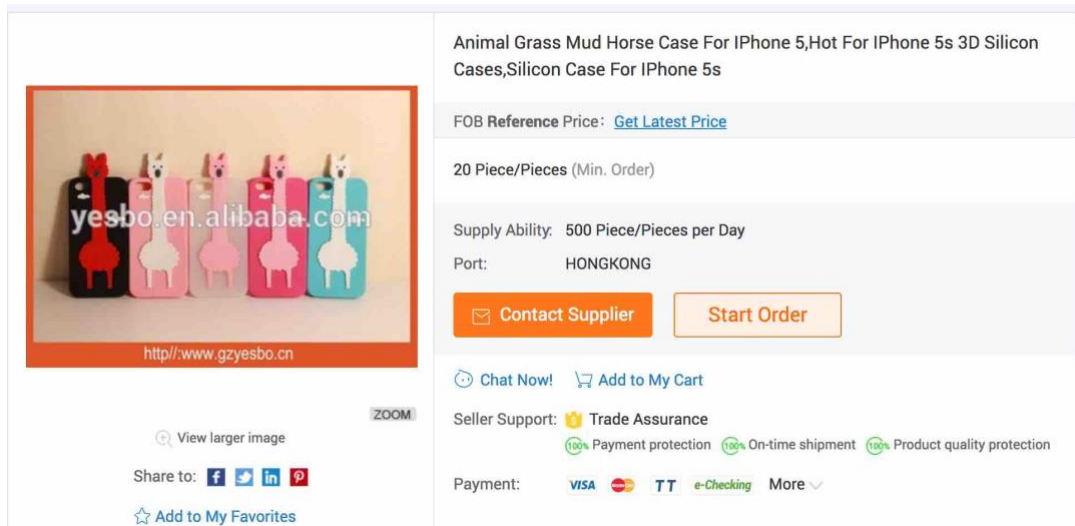 Animal Grass Mud Horse Case For IPhone 5,Hot For IPhone 5s 3D Silicon
Cases,Silicon Case For IPhone 5s
FOB Reference Price: Get Latest Price
20 Piece/Pieces (Min. Order)
Supply Ability: 500 Piece/Pieces per Day
Port: HONGKONG
Contact Supplier
Start Order
Chat Now!
Add to My Cart
Seller Support: Trade Assurance
100% Payment protection 100% On-time shipment 100% Product quality protection
Payment: VISA TT e-Checking More
yesbo.en.alibaba.com
http//:www.gzyesbo.cn
ZOOM
View larger image
Share to: f in
Add to My Favorites